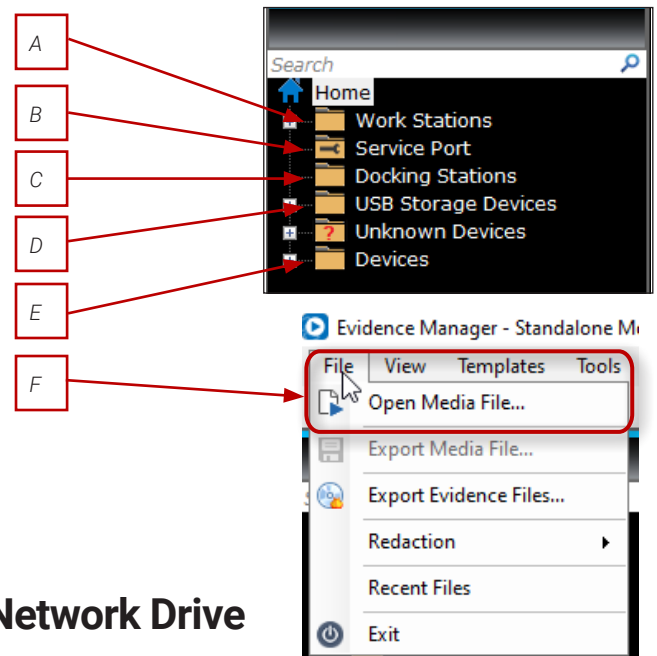 A
B
C
D
E
F
Search
Home
Work Stations
Service Port
Docking Stations
USB Storage Devices
? Unknown Devices
Devices
Evidence Manager - Standalone
File View Templates Tools
Open Media File...
Export Media File...
Export Evidence Files...
Redaction
Recent Files
Exit
Network Drive